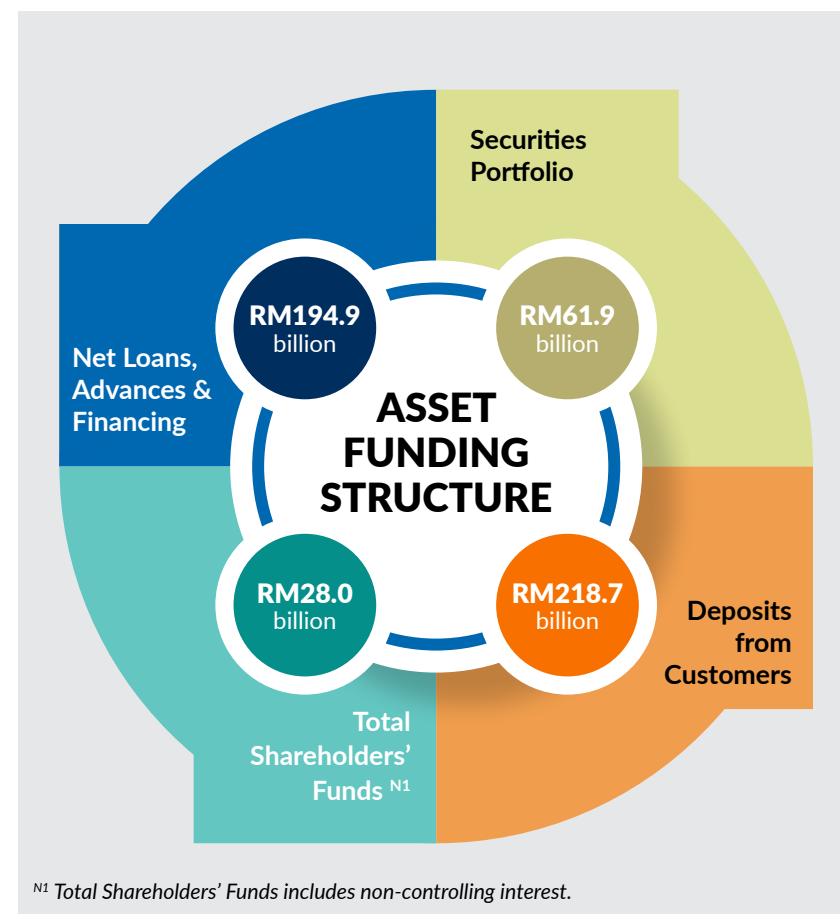 Securities
Portfolio
RM194.9
billion
RM61.9
billion
Net Loans,
Advances &
Financing
ASSET
FUNDING
STRUCTURE
RM28.0
billion
RM218.7
billion
Deposits
from
Customers
Total
Shareholders’
Funds N1
N1 Total Shareholders’ Funds includes non-controlling interest.